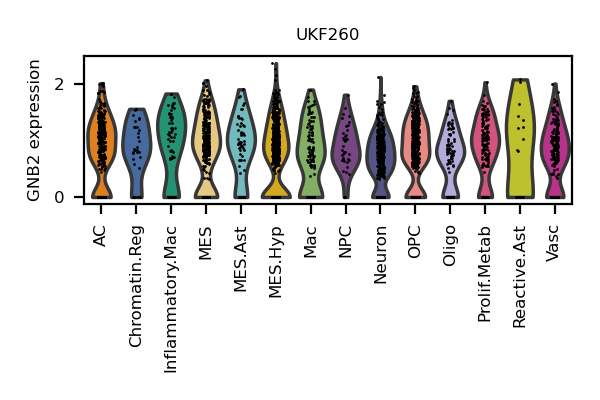 UKF260
GNB2 expression
2
0
AC
Chromatin.Reg
Inflammatory.Mac
MES
MES.Ast
MES.Hyp
Mac
NPC
Neuron
OPC
Oligo
Prolif.Metab
Reactive.Ast
Vasc